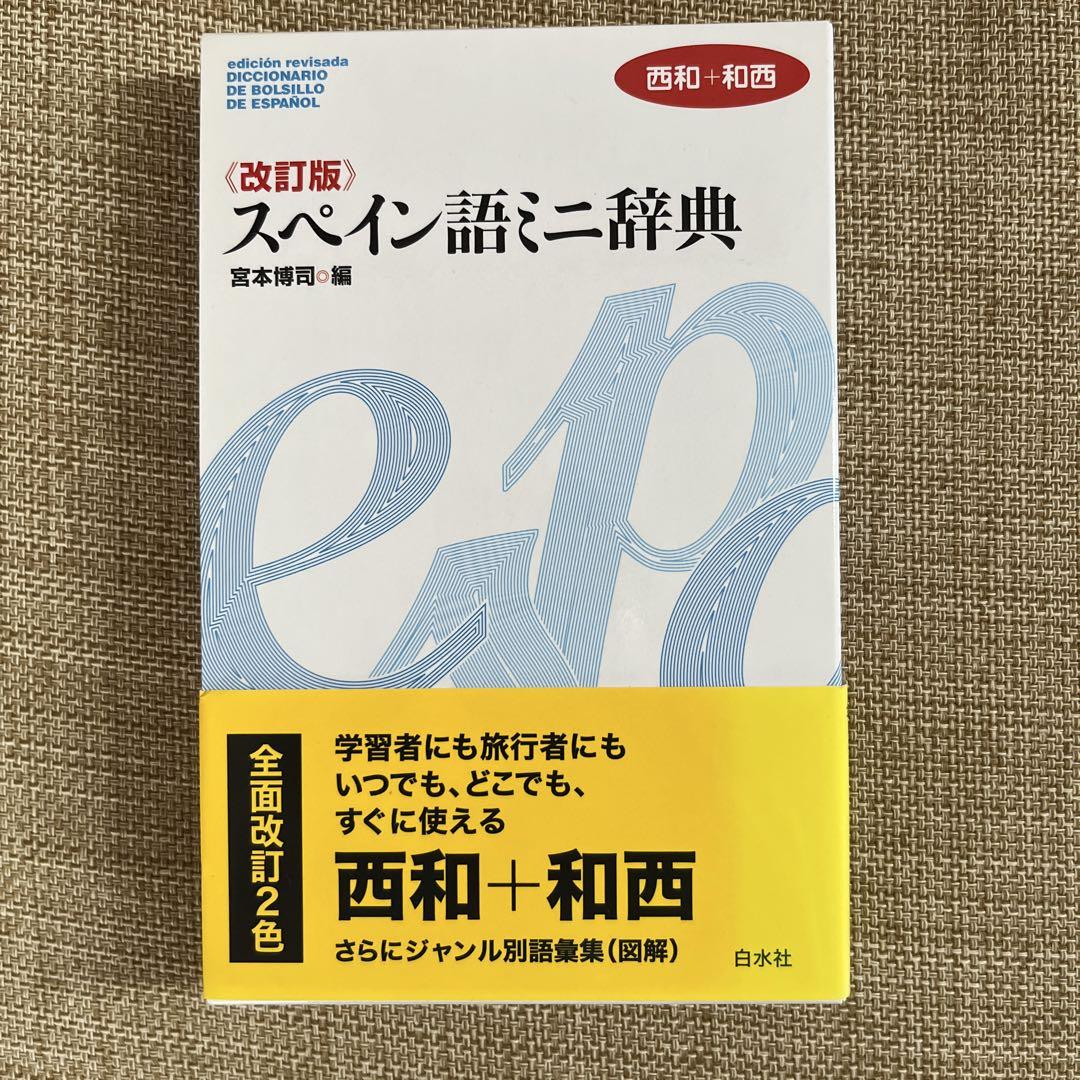 edición revisada
DICCIONARIO
DE BOLSILLO
DE ESPAÑOL
西和+和西
《改訂版》
スペイン語ミニ辞典
宮本博司◎編
全面改訂2色
学習者にも旅行者にも
いつでも、どこでも、
すぐに使える
西和+和西
さらにジャンル別語彙集(図解)
白水社